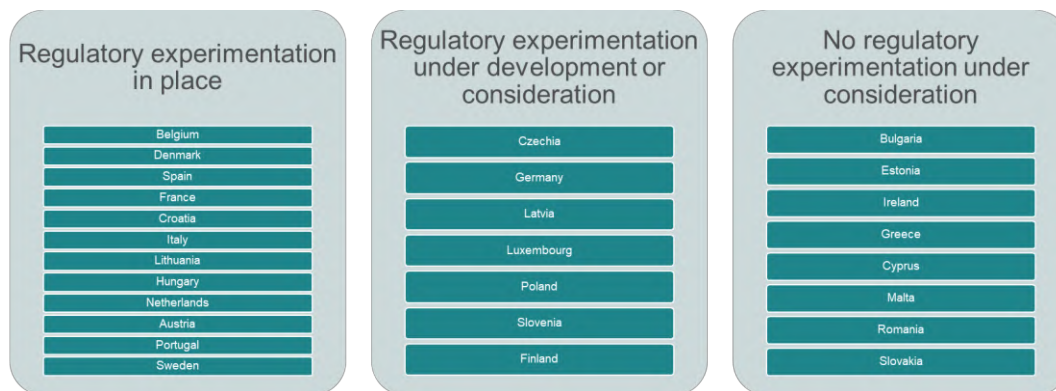 Regulatory experimentation
in place
Belgium
Denmark
Spain
France
Croatia
Italy
Lithuania
Hungary
Netherlands
Austria
Portugal
Sweden
Regulatory experimentation
under development or
consideration
Czechia
Germany
Latvia
Luxembourg
Poland
Slovenia
Finland
No regulatory
experimentation under
consideration
Bulgaria
Estonia
Ireland
Greece
Cyprus
Malta
Romania
Slovakia